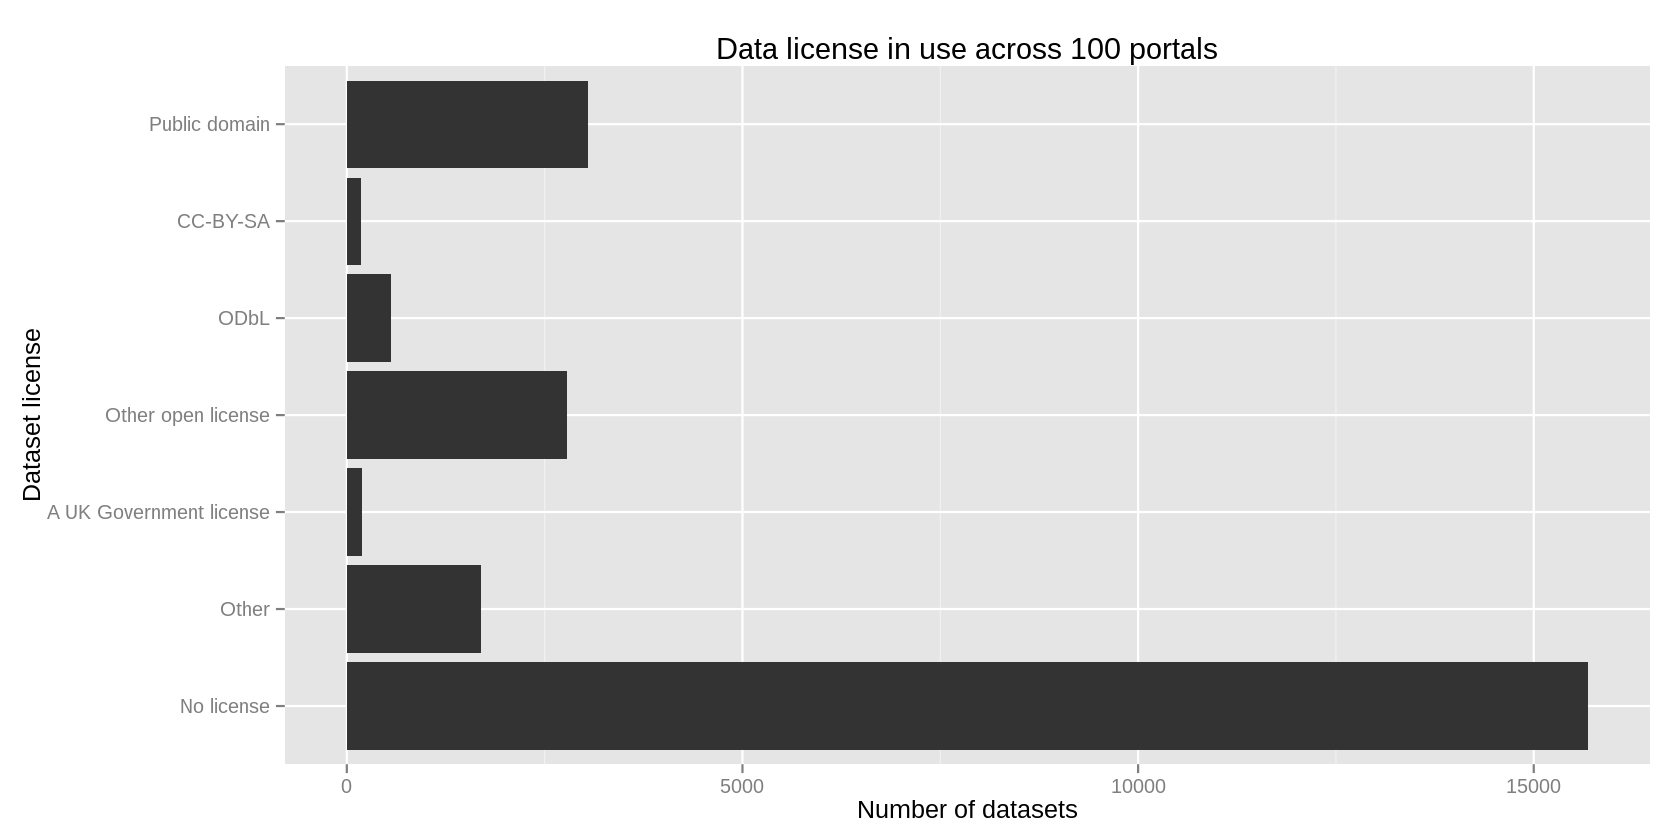 Data license in use across 100 portals
Dataset license
Public domain
CC-BY-SA
ODbL
Other open license
A UK Government license
Other
No license
0 5000 10000 15000
Number of datasets